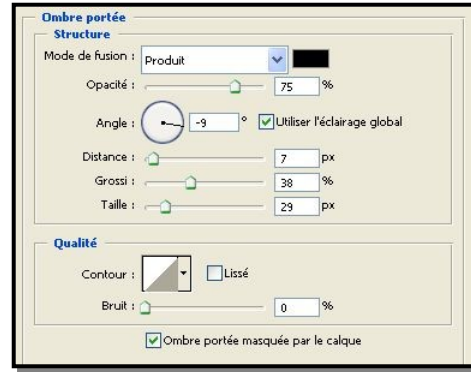 Ombre portée
Structure
Mode de fusion : Produit
Opacité : 75 %
Angle : -9 ° Utiliser l'éclairage global
Distance : 7 px
Grossi : 38 %
Taille : 29 px
Qualité
Contour : Lissé
Bruit : 0 %
Ombre portée masquée par le calque